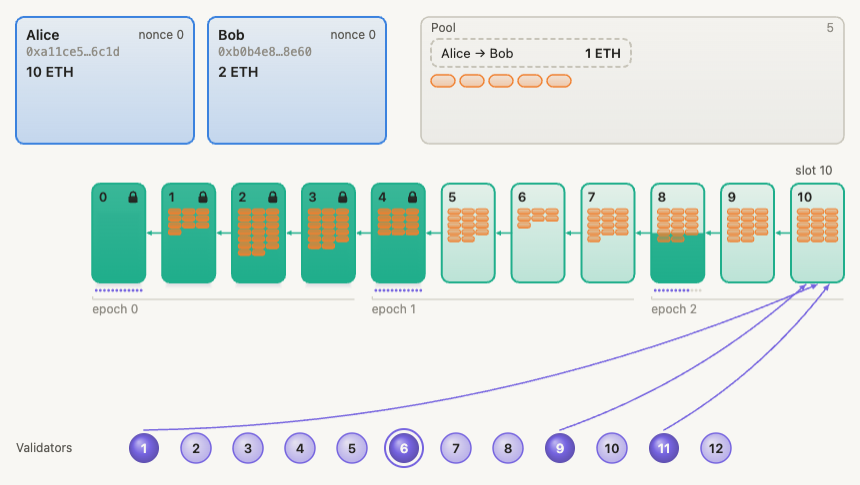 Alice nonce 0
0xa11ce5…6c1d
10 ETH
Bob nonce 0
0xb0b4e8…8e60
2 ETH
Pool 5
Alice → Bob 1 ETH
slot 10
0 1 2 3 4 5 6 7 8 9 10
epoch 0 epoch 1 epoch 2
Validators 1 2 3 4 5 6 7 8 9 10 11 12